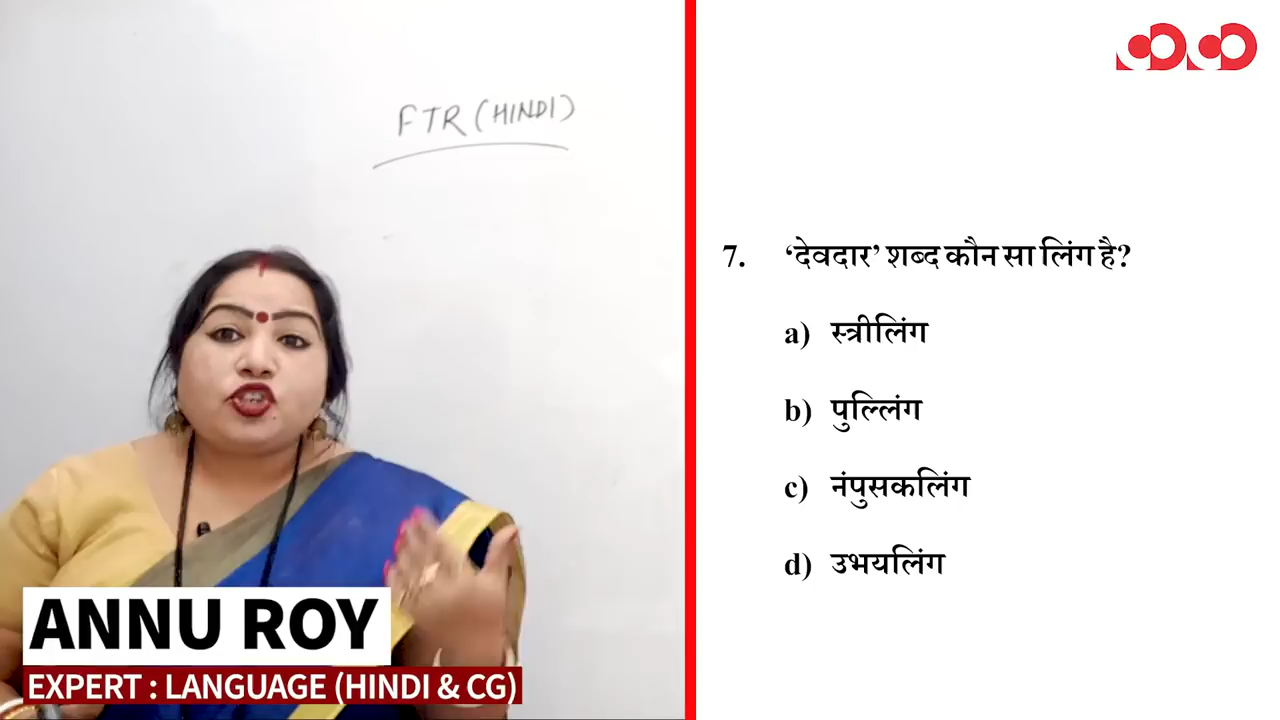 FTR (HINDI)
7. ‘देवदार’ शब्द कौन सा लिंग है?
a) स्त्रीलिंग
b) पुल्लिंग
c) नंपुसकलिंग
d) उभयलिंग
ANNU ROY
EXPERT : LANGUAGE (HINDI & CG)